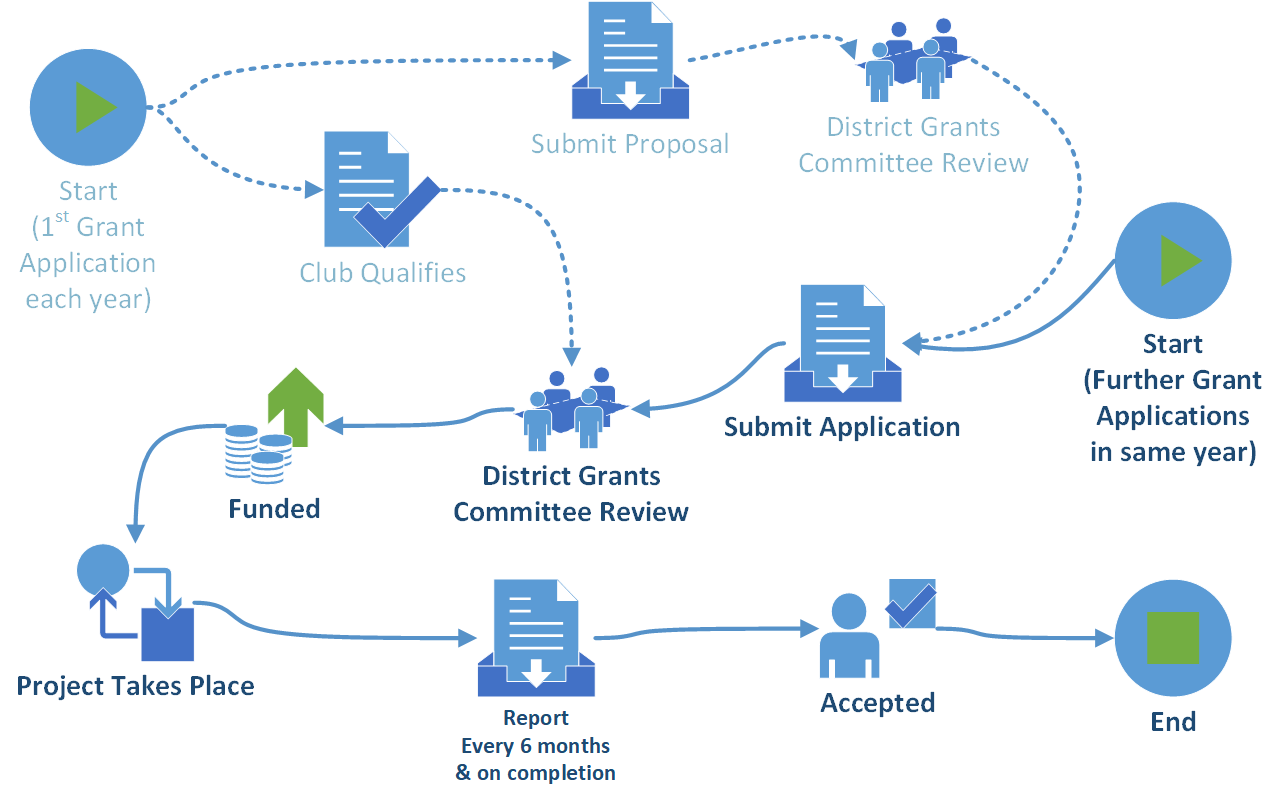 Start
(1st Grant
Application
each year)
Submit Proposal
District Grants
Committee Review
Club Qualifies
Start
(Further Grant
Applications
in same year)
Submit Application
District Grants
Committee Review
Funded
Project Takes Place
Report
Every 6 months
& on completion
Accepted
End